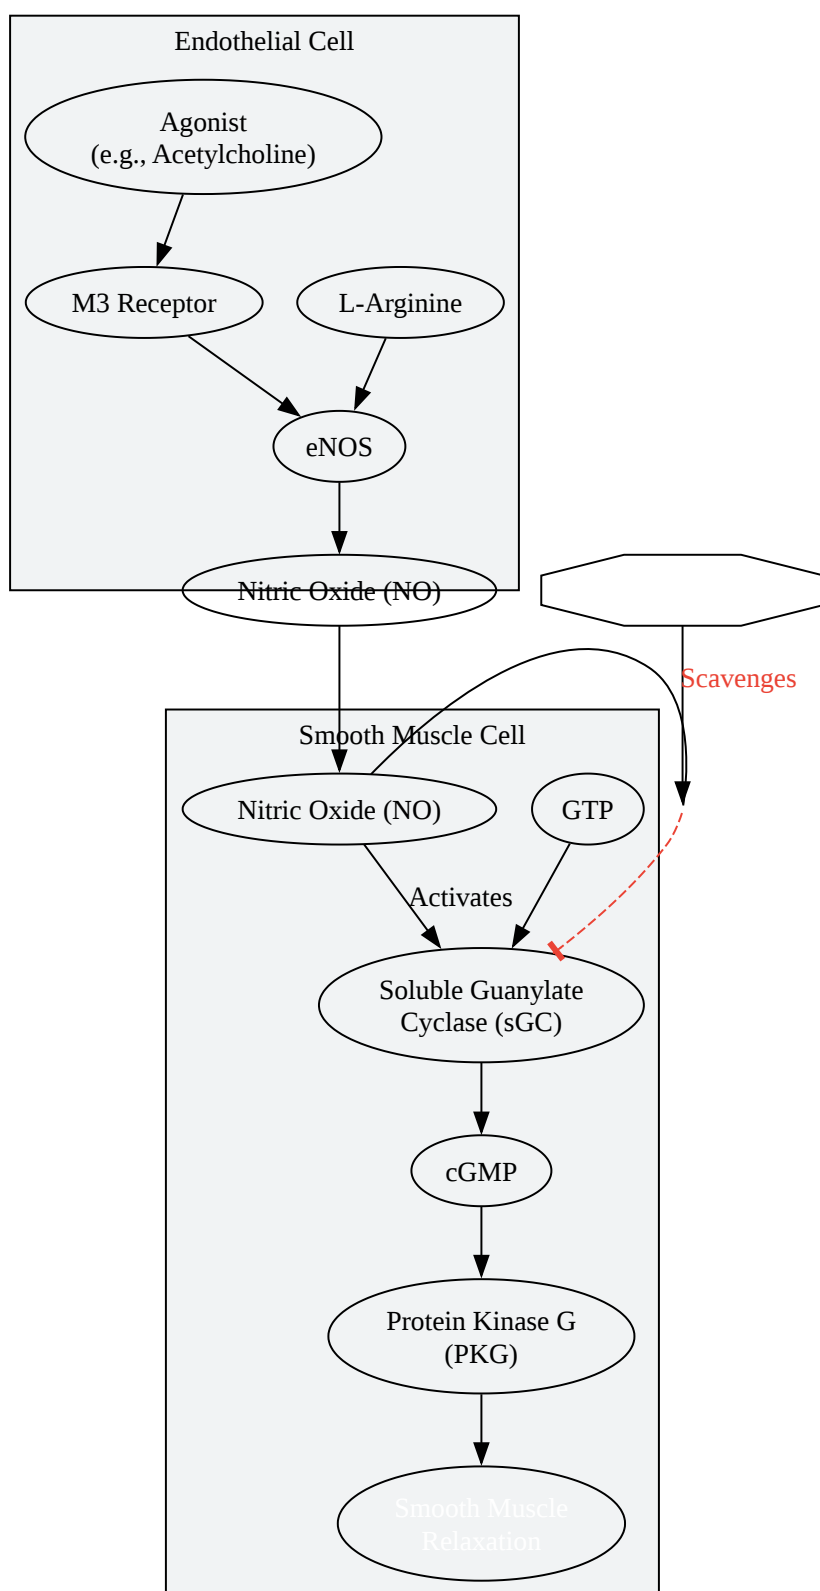 Endothelial Cell
Agonist
(e.g., Acetylcholine)
M3 Receptor
L-Arginine
eNOS
Nitric Oxide (NO)
Scavenges
Smooth Muscle Cell
Nitric Oxide (NO)
GTP
Activates
Soluble Guanylate
Cyclase (sGC)
cGMP
Protein Kinase G
(PKG)
Smooth Muscle
Relaxation